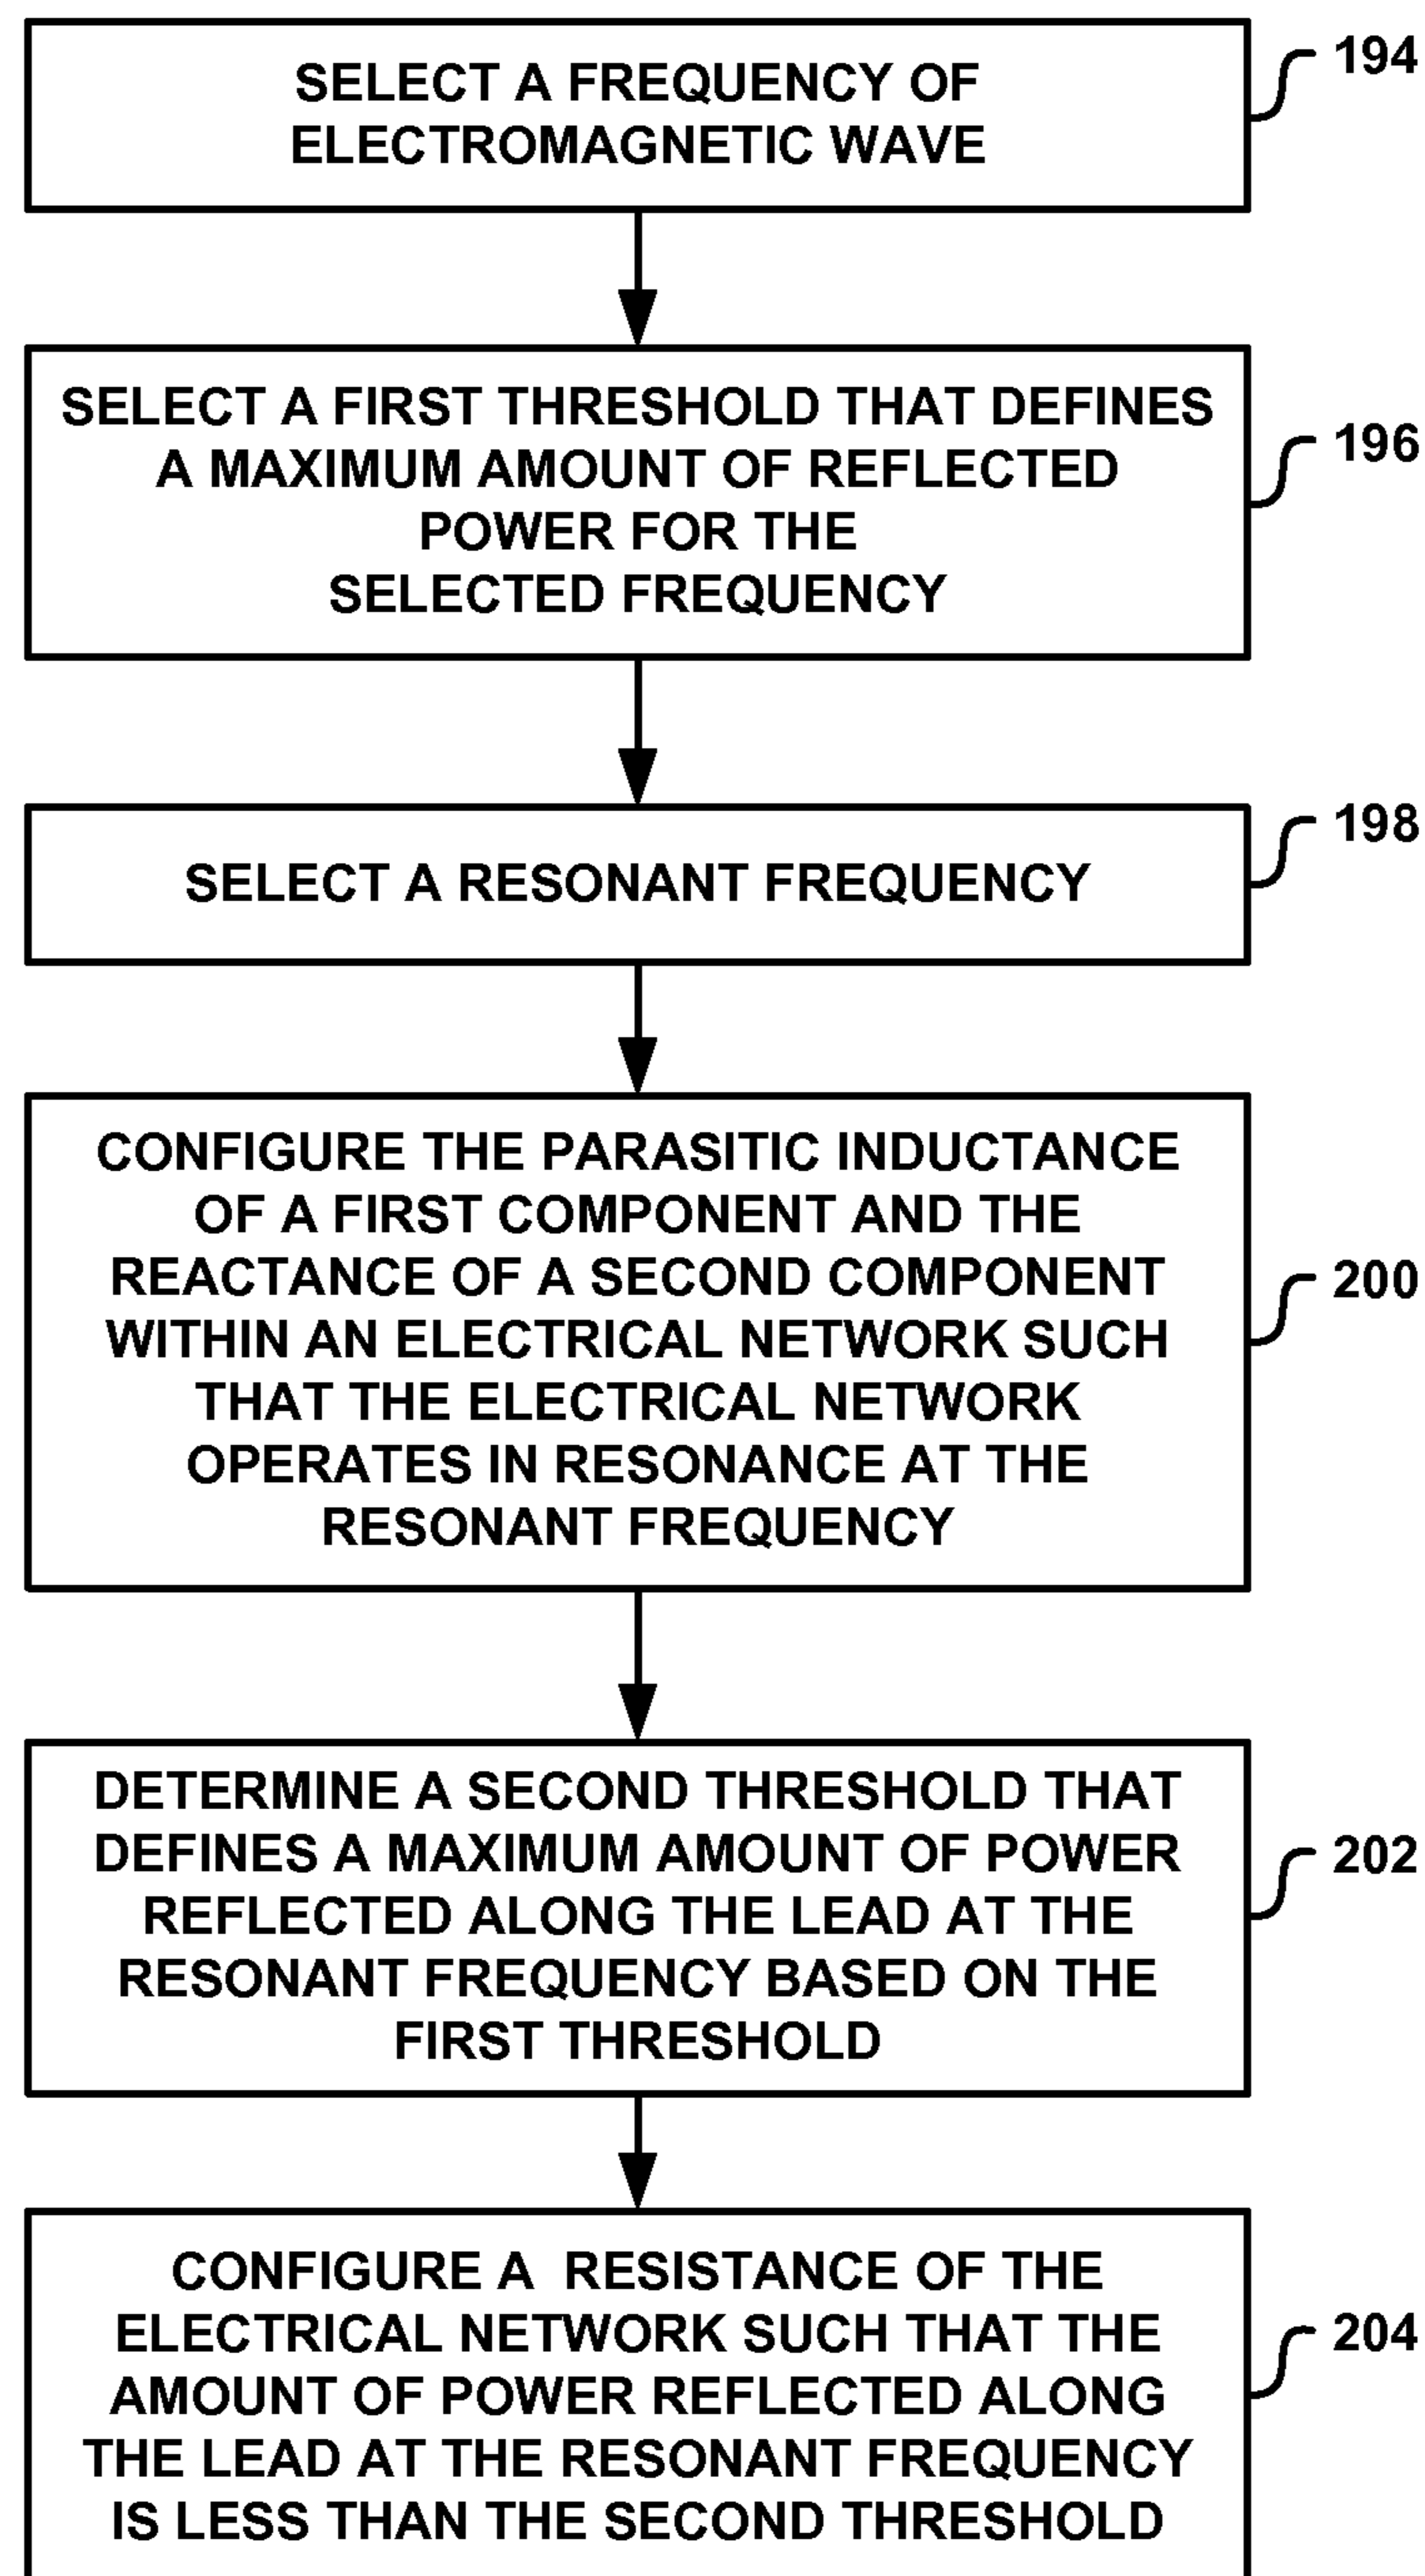 SELECT A FREQUENCY OF
ELECTROMAGNETIC WAVE
194
SELECT A FIRST THRESHOLD THAT DEFINES
A MAXIMUM AMOUNT OF REFLECTED
POWER FOR THE
SELECTED FREQUENCY
196
SELECT A RESONANT FREQUENCY
198
CONFIGURE THE PARASITIC INDUCTANCE
OF A FIRST COMPONENT AND THE
REACTANCE OF A SECOND COMPONENT
WITHIN AN ELECTRICAL NETWORK SUCH
THAT THE ELECTRICAL NETWORK
OPERATES IN RESONANCE AT THE
RESONANT FREQUENCY
200
DETERMINE A SECOND THRESHOLD THAT
DEFINES A MAXIMUM AMOUNT OF POWER
REFLECTED ALONG THE LEAD AT THE
RESONANT FREQUENCY BASED ON THE
FIRST THRESHOLD
202
CONFIGURE A RESISTANCE OF THE
ELECTRICAL NETWORK SUCH THAT THE
AMOUNT OF POWER REFLECTED ALONG
THE LEAD AT THE RESONANT FREQUENCY
IS LESS THAN THE SECOND THRESHOLD
204